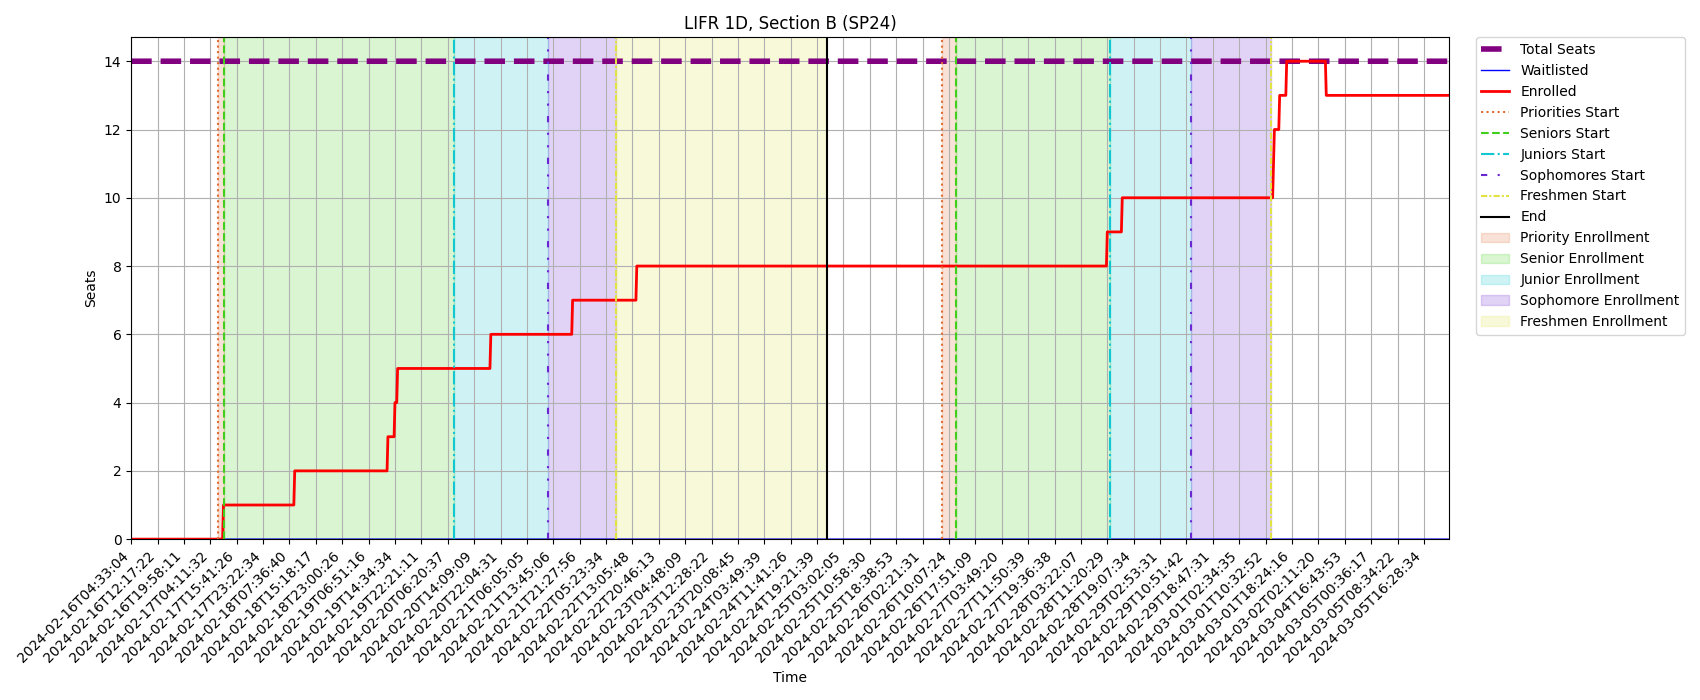 LIFR 1D, Section B (SP24)
14
12
10
8
6
4
2
0
Seats
2024-02-16T04:33:04
2024-02-16T12:17:22
2024-02-16T19:58:11
2024-02-17T04:11:32
2024-02-17T15:41:26
2024-02-17T23:22:34
2024-02-18T07:36:40
2024-02-18T15:18:17
2024-02-18T23:00:26
2024-02-19T06:51:16
2024-02-19T14:34:34
2024-02-19T22:21:11
2024-02-20T06:20:37
2024-02-20T14:09:09
2024-02-20T22:04:31
2024-02-21T06:05:05
2024-02-21T13:45:06
2024-02-21T21:27:56
2024-02-22T05:23:34
2024-02-22T13:05:48
2024-02-22T20:46:13
2024-02-23T04:48:09
2024-02-23T12:28:22
2024-02-23T20:08:45
2024-02-24T03:49:39
2024-02-24T11:41:26
2024-02-24T19:21:39
2024-02-25T03:02:05
2024-02-25T10:58:30
2024-02-25T18:38:53
2024-02-26T02:21:31
2024-02-26T10:07:24
2024-02-26T17:51:09
2024-02-27T03:49:20
2024-02-27T11:50:39
2024-02-27T19:36:38
2024-02-28T03:22:07
2024-02-28T11:20:29
2024-02-28T19:07:34
2024-02-29T02:53:31
2024-02-29T10:51:42
2024-02-29T18:47:31
2024-03-01T02:34:35
2024-03-01T10:32:52
2024-03-01T18:24:16
2024-03-02T02:11:20
2024-03-04T16:43:53
2024-03-05T00:36:17
2024-03-05T08:34:22
2024-03-05T16:28:34
Time
Total Seats
Waitlisted
Enrolled
Priorities Start
Seniors Start
Juniors Start
Sophomores Start
Freshmen Start
End
Priority Enrollment
Senior Enrollment
Junior Enrollment
Sophomore Enrollment
Freshmen Enrollment